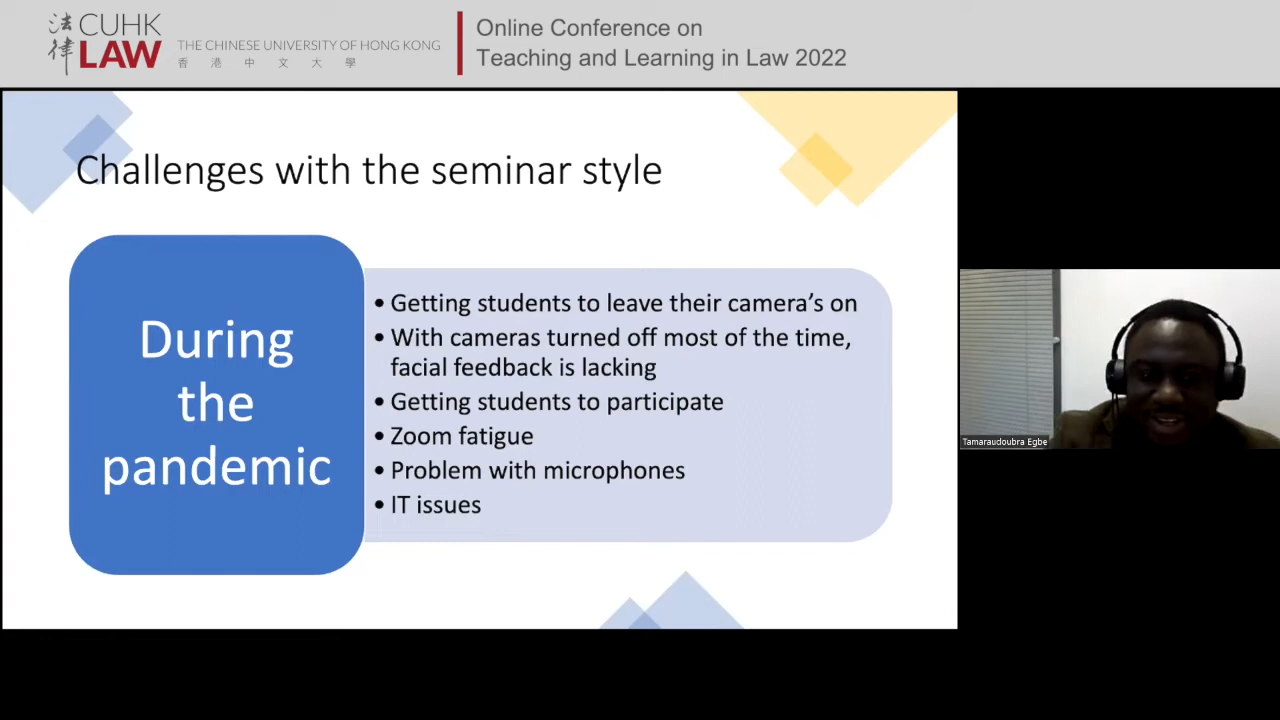 法律
CUHK
LAW
THE CHINESE UNIVERSITY OF HONG KONG
香港中文大學
Online Conference on
Teaching and Learning in Law 2022
Challenges with the seminar style
During
the
pandemic
• Getting students to leave their camera’s on
• With cameras turned off most of the time,
facial feedback is lacking
• Getting students to participate
• Zoom fatigue
• Problem with microphones
• IT issues
Tamaraudoubra Egbe